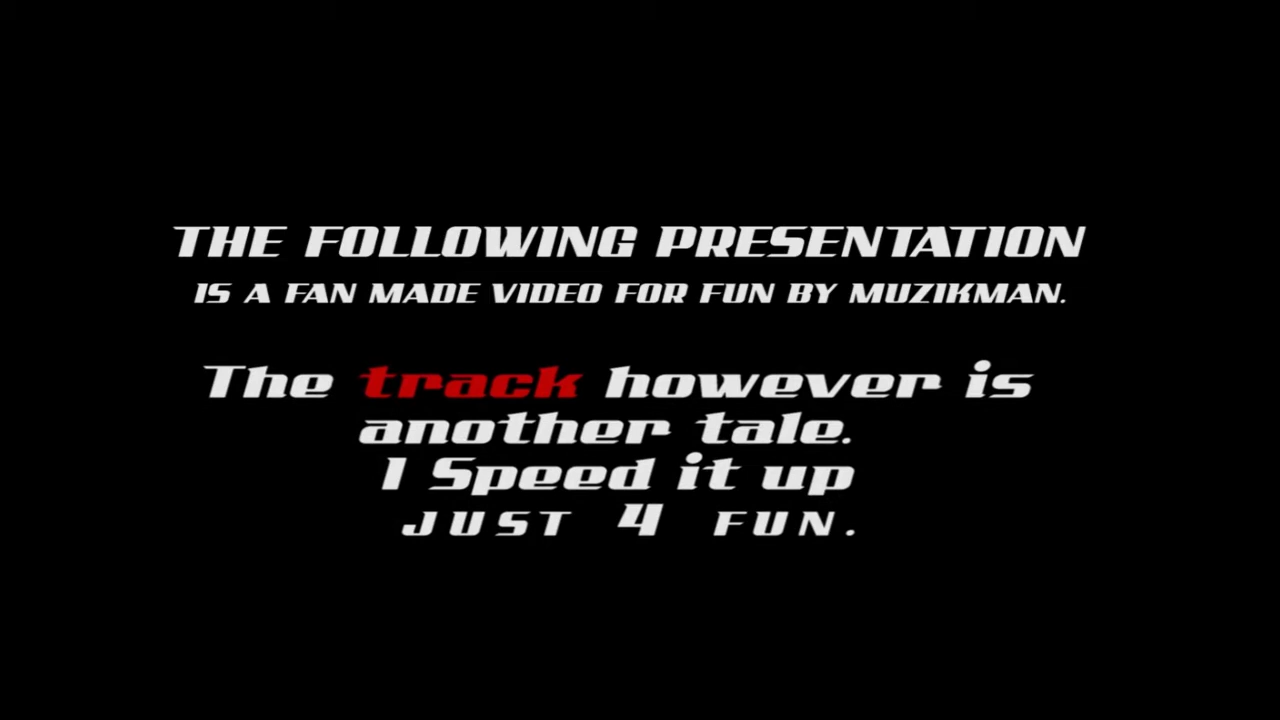 THE FOLLOWING PRESENTATION
IS A FAN MADE VIDEO FOR FUN BY MUZIKMAN.
The track however is
another tale.
I Speed it up
JUST 4 FUN.